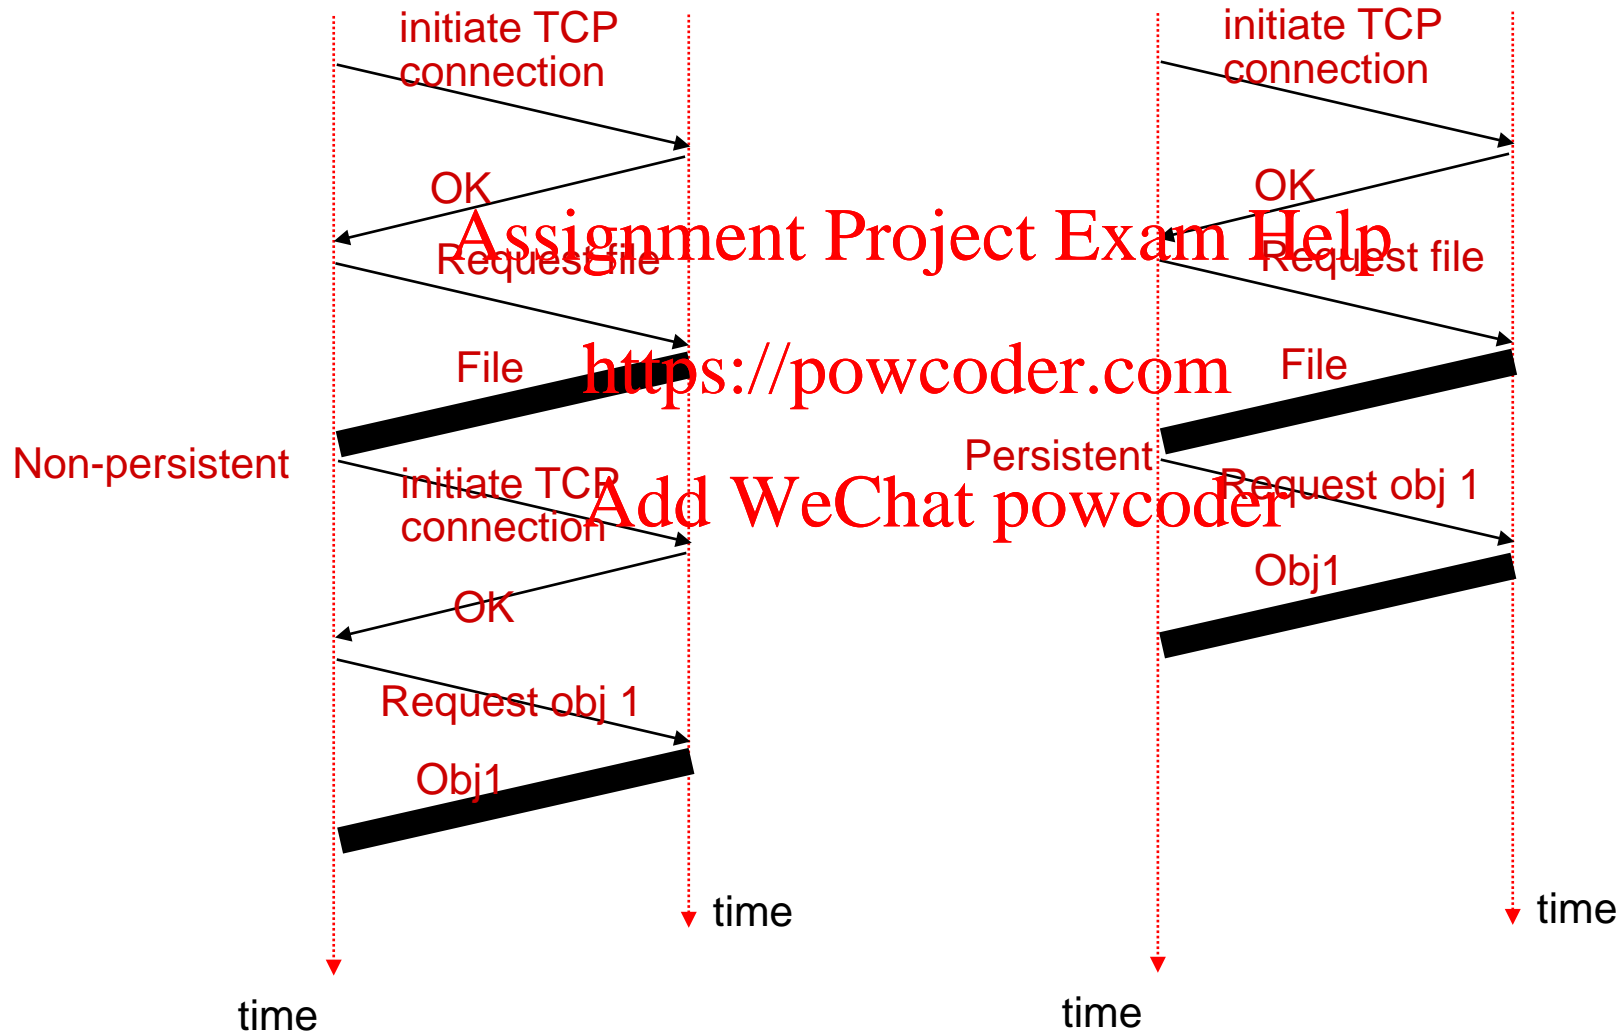 initiate TCP
connection
OK
Request file
File
Non-persistent
initiate TCP
connection
OK
Request obj 1
Obj1
time
time
initiate TCP
connection
OK
Request file
File
Persistent
Request obj 1
Obj1
time
time
Assignment Project Exam Help
https://powcoder.com
Add WeChat powcoder